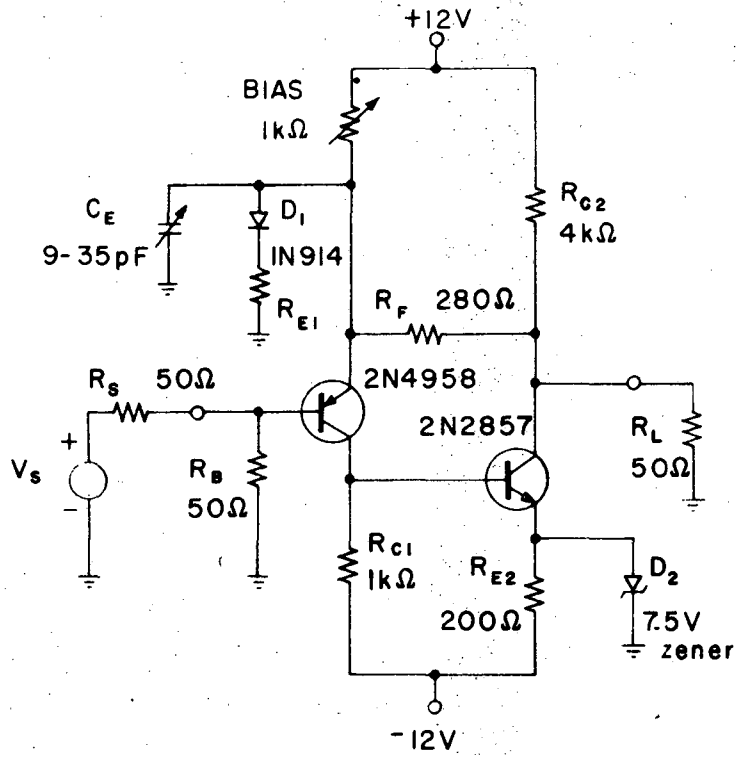 +12V
BIAS
1kΩ
C_E
9-35pF
D_1
1N914
R_E1
R_C2
4kΩ
R_F 280Ω
R_S 50Ω
2N4958
2N2857
+
V_S
-
R_B
50Ω
R_L
50Ω
R_C1
1kΩ
R_E2
200Ω
D_2
7.5V
zener
-12V